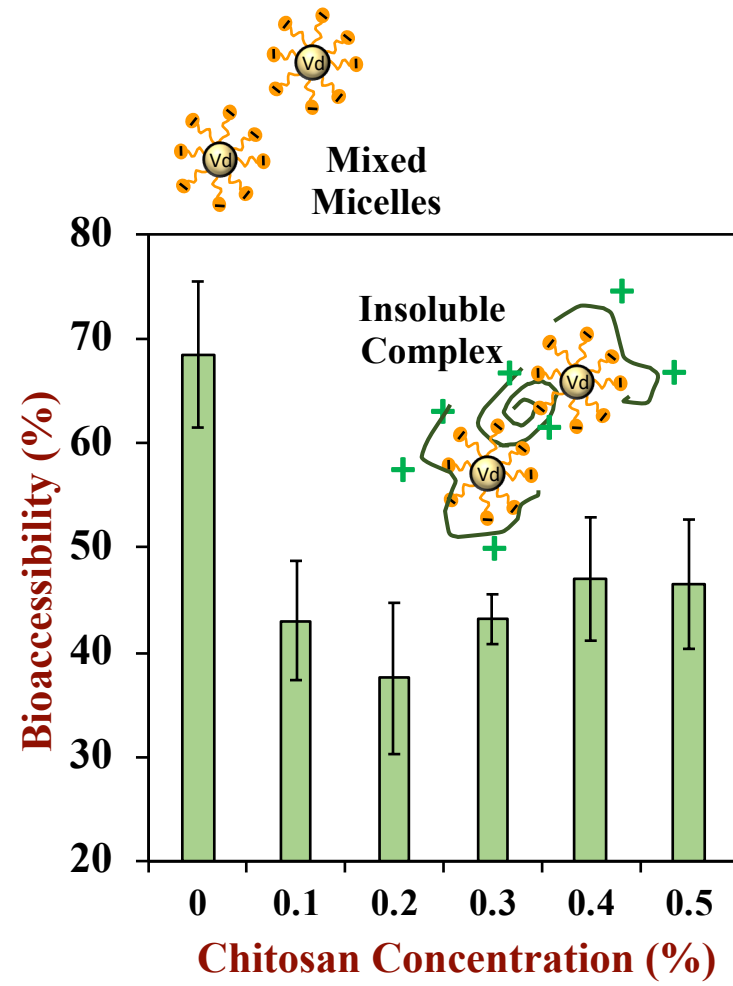 Vd
Vd
Mixed
Micelles
80
70
60
50
40
30
20
Bioaccessibility (%)
Insoluble
Complex
+
+
+
+
+
+
+
Vd
Vd
0 0.1 0.2 0.3 0.4 0.5
Chitosan Concentration (%)